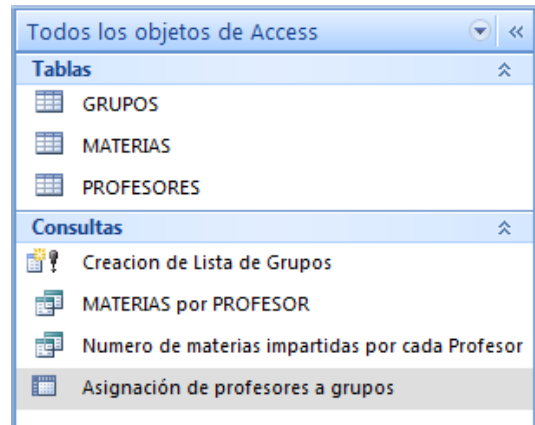 Todos los objetos de Access
Tablas
GRUPOS
MATERIAS
PROFESORES
Consultas
Creacion de Lista de Grupos
MATERIAS por PROFESOR
Numero de materias impartidas por cada Profesor
Asignación de profesores a grupos